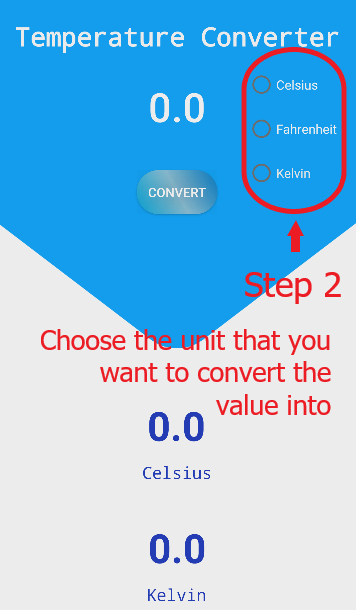 Temperature Converter
Celsius
0.0
Fahrenheit
Kelvin
CONVERT
Step 2
Choose the unit that you
want to convert the
value into
0.0
Celsius
0.0
Kelvin